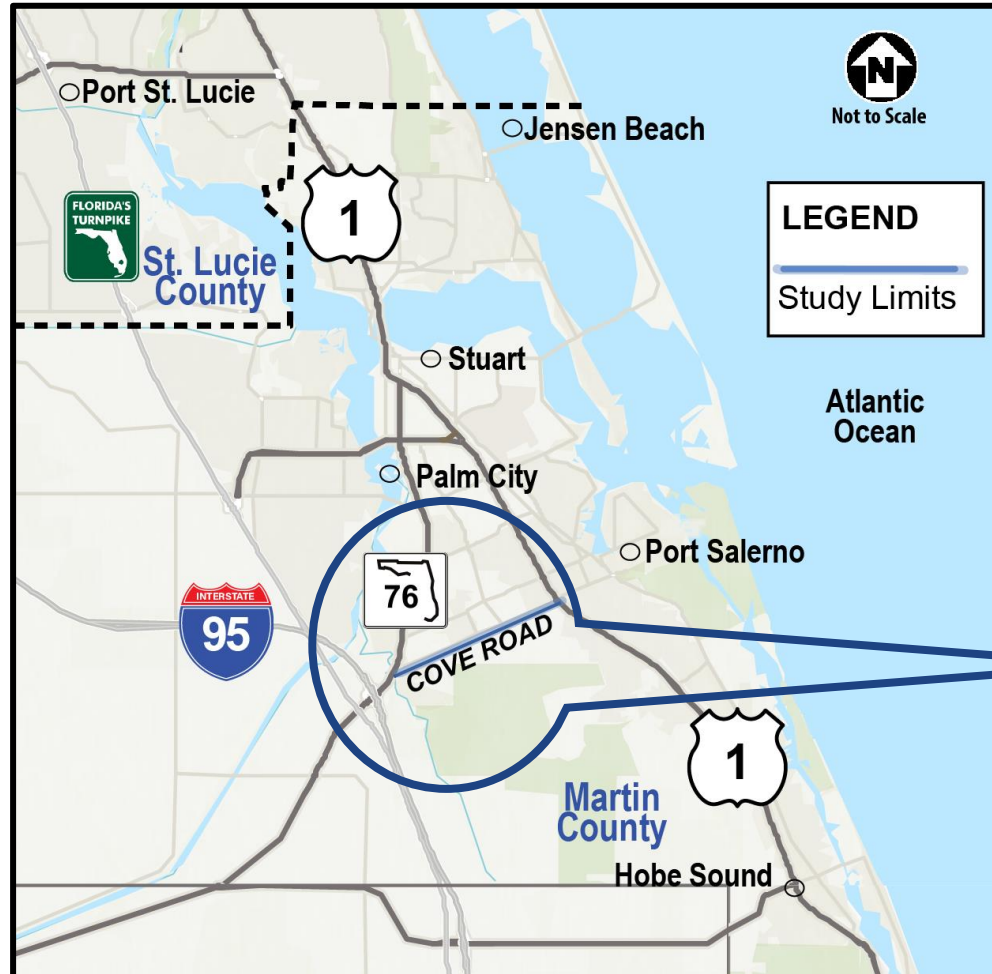 N
Not to Scale
Port St. Lucie
Jensen Beach
FLORIDA'S
TURNPIKE
St. Lucie
County
1
LEGEND
Study Limits
Stuart
Atlantic
Ocean
Palm City
Port Salerno
76
INTERSTATE
95
COVE ROAD
1
Martin
County
Hobe Sound